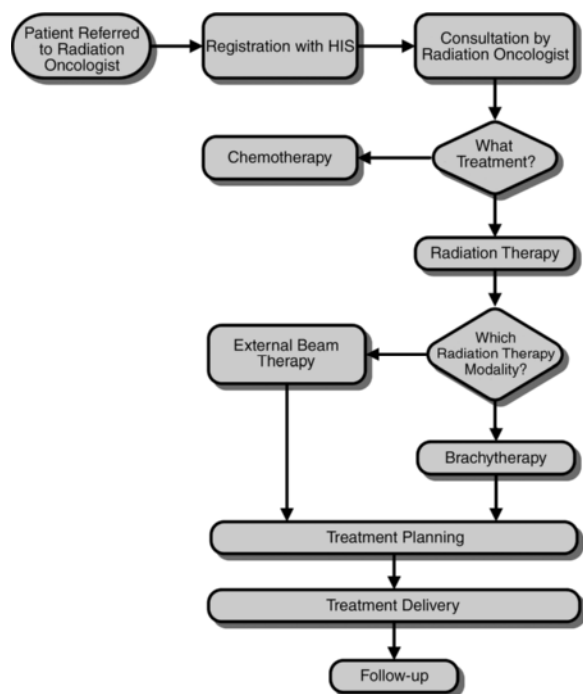 Patient Referred
to Radiation
Oncologist
Registration with HIS
Consultation by
Radiation Oncologist
What
Treatment?
Chemotherapy
Radiation Therapy
Which
Radiation Therapy
Modality?
External Beam
Therapy
Brachytherapy
Treatment Planning
Treatment Delivery
Follow-up